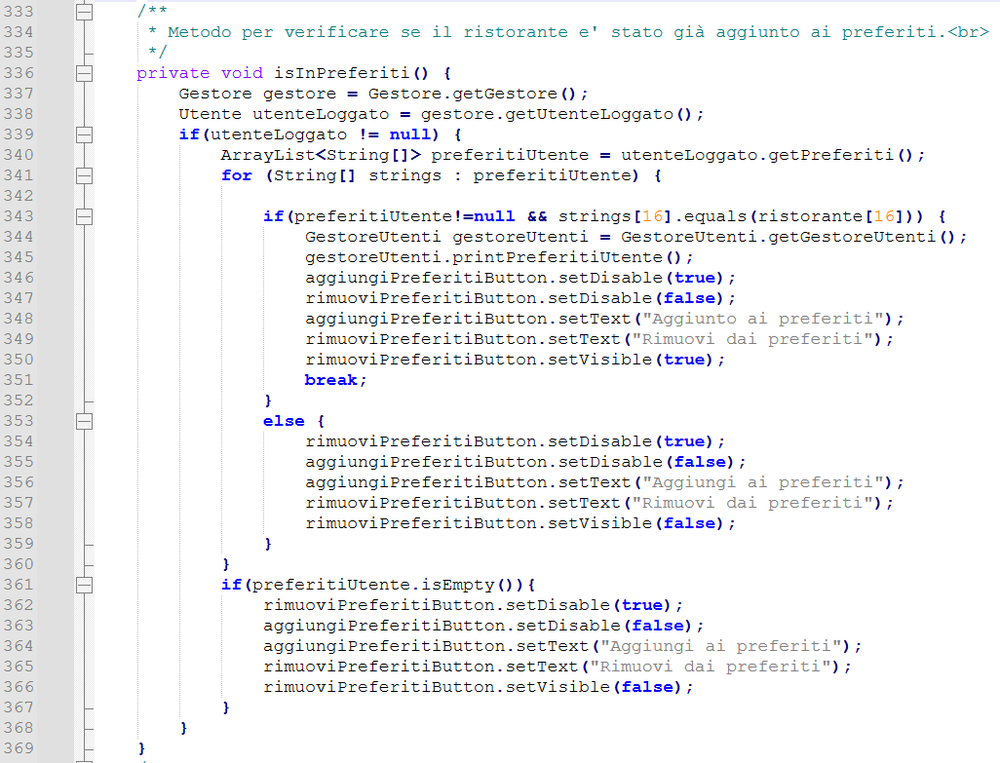 333 /**
334 * Metodo per verificare se il ristorante e' stato già aggiunto ai preferiti.<br>
335 */
336 private void isInPreferiti() {
337 Gestore gestore = Gestore.getGestore();
338 Utente utenteLoggato = gestore.getUtenteLoggato();
339 if(utenteLoggato != null) {
340 ArrayList<String[]> preferitiUtente = utenteLoggato.getPreferiti();
341 for (String[] strings : preferitiUtente) {
342
343 if(preferitiUtente!=null && strings[16].equals(ristorante[16])) {
344 GestoreUtenti gestoreUtenti = GestoreUtenti.getGestoreUtenti();
345 gestoreUtenti.printPreferitiUtente();
346 aggiungiPreferitiButton.setDisable(true);
347 rimuoviPreferitiButton.setDisable(false);
348 aggiungiPreferitiButton.setText("Aggiunto ai preferiti");
349 rimuoviPreferitiButton.setText("Rimuovi dai preferiti");
350 rimuoviPreferitiButton.setVisible(true);
351 break;
352 }
353 else {
354 rimuoviPreferitiButton.setDisable(true);
355 aggiungiPreferitiButton.setDisable(false);
356 aggiungiPreferitiButton.setText("Aggiungi ai preferiti");
357 rimuoviPreferitiButton.setText("Rimuovi dai preferiti");
358 rimuoviPreferitiButton.setVisible(false);
359 }
360 }
361 if(preferitiUtente.isEmpty()){
362 rimuoviPreferitiButton.setDisable(true);
363 aggiungiPreferitiButton.setDisable(false);
364 aggiungiPreferitiButton.setText("Aggiungi ai preferiti");
365 rimuoviPreferitiButton.setText("Rimuovi dai preferiti");
366 rimuoviPreferitiButton.setVisible(false);
367 }
368 }
369 }